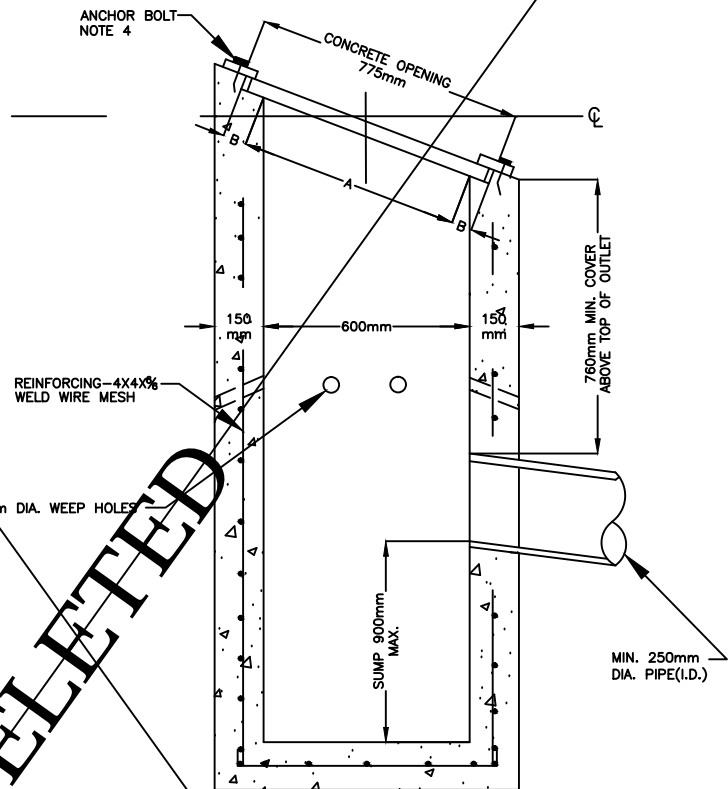 ANCHOR BOLT
NOTE 4
CONCRETE OPENING
775mm
℄
B
A
B
760mm MIN. COVER
ABOVE TOP OF OUTLET
150
mm
600mm
150
mm
REINFORCING-4X4X
WELD WIRE MESH
DIA. WEEP HOLES
ELETED
SUMP 900mm
MAX.
MIN. 250mm
DIA. PIPE(I.D.)